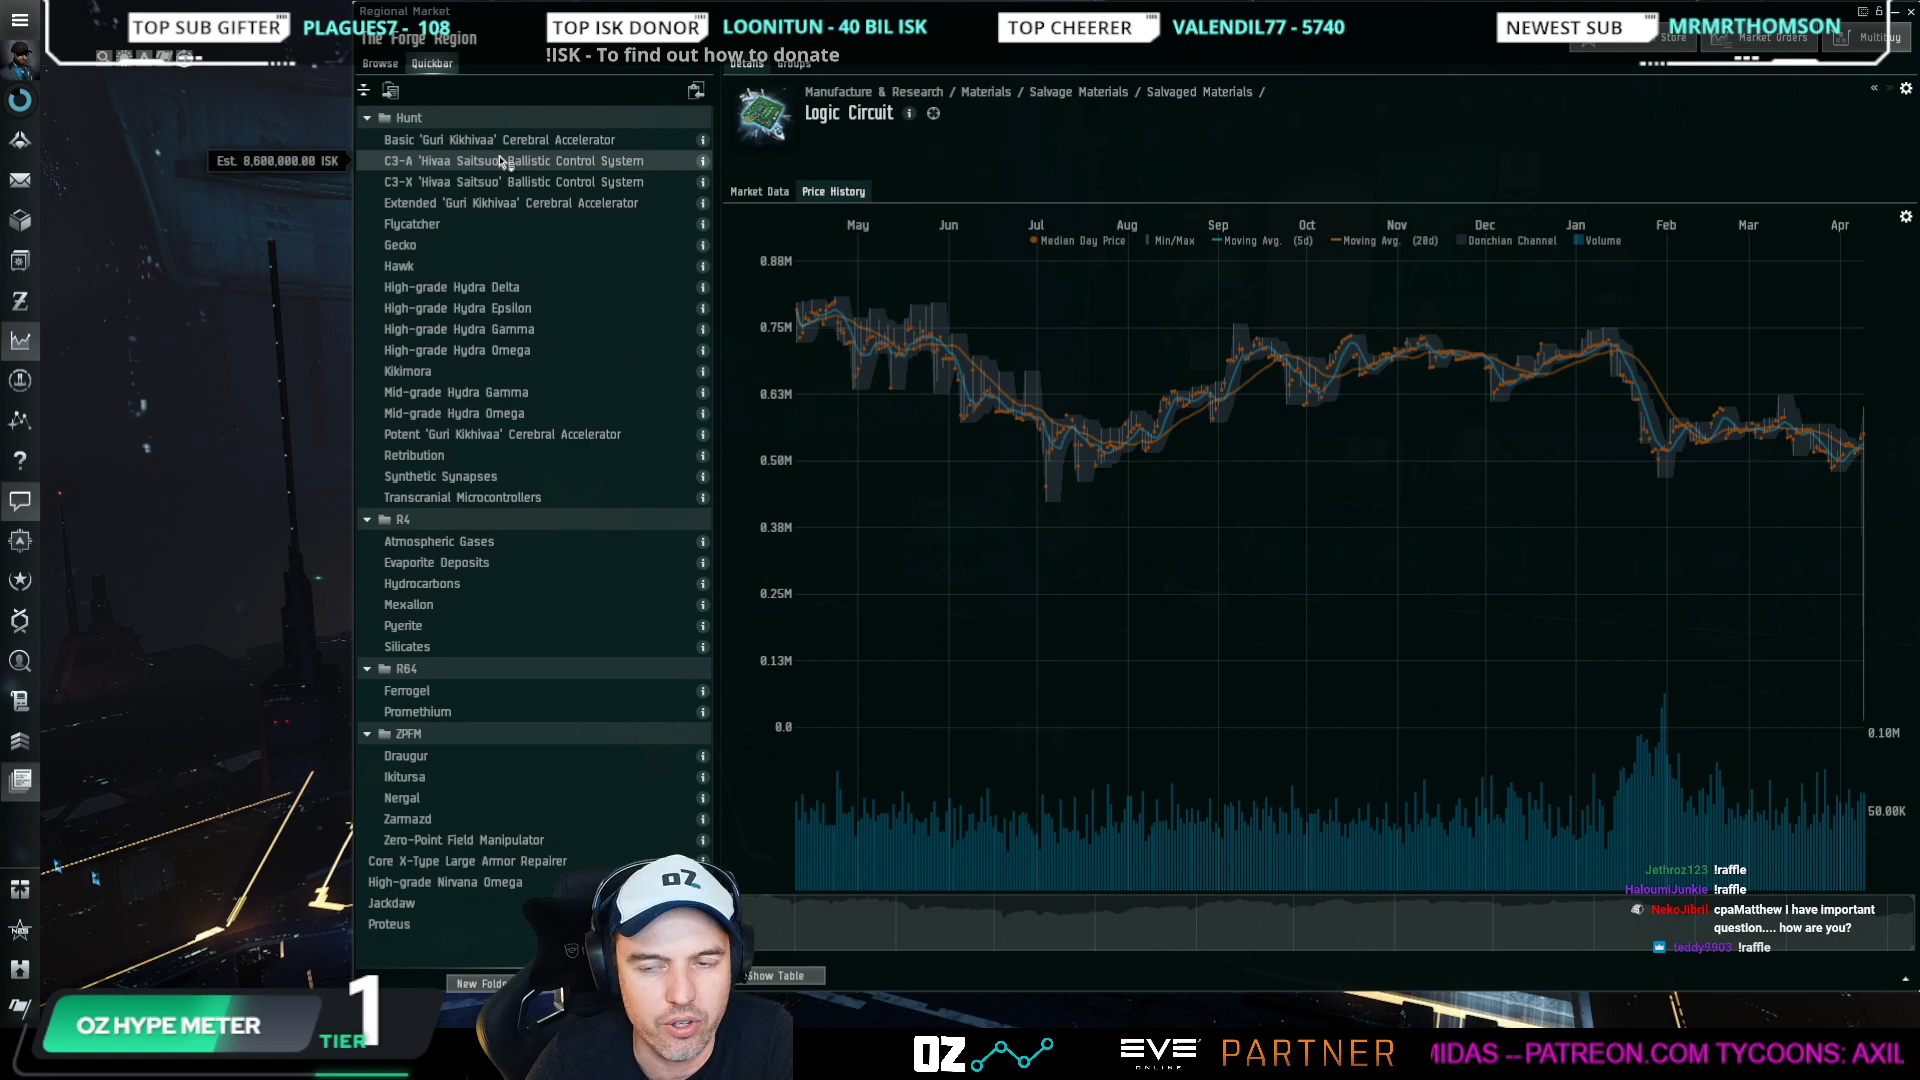 Regional Market
TOP SUB GIFTER
PLAGUES7 - 108
TOP ISK DONOR
LOONITUN - 40 BIL ISK
TOP CHEERER
VALENDIL77 - 5740
NEWEST SUB
MRMRTHOMSON
The Forge Region
Store
Market Orders
Multibuy
!ISK - To find out how to donate
Browse
Quickbar
Details
Groups
Hunt
Basic 'Guri Kikhivaa' Cerebral Accelerator
Est. 8,600,000.00 ISK
C3-A 'Hivaa Saitsuo' Ballistic Control System
C3-X 'Hivaa Saitsuo' Ballistic Control System
Extended 'Guri Kikhivaa' Cerebral Accelerator
Flycatcher
Gecko
Hawk
High-grade Hydra Delta
High-grade Hydra Epsilon
High-grade Hydra Gamma
High-grade Hydra Omega
Kikimora
Mid-grade Hydra Gamma
Mid-grade Hydra Omega
Potent 'Guri Kikhivaa' Cerebral Accelerator
Retribution
Synthetic Synapses
Transcranial Microcontrollers
R4
Atmospheric Gases
Evaporite Deposits
Hydrocarbons
Mexallon
Pyerite
Silicates
R64
Ferrogel
Promethium
ZPFM
Draugur
Ikitursa
Nergal
Zarmazd
Zero-Point Field Manipulator
Core X-Type Large Armor Repairer
High-grade Nirvana Omega
Jackdaw
Proteus
Manufacture & Research / Materials / Salvage Materials / Salvaged Materials /
Logic Circuit
Market Data
Price History
May Jun Jul Aug Sep Oct Nov Dec Jan Feb Mar Apr
Median Day Price Min/Max Moving Avg. (5d) Moving Avg. (20d) Donchian Channel Volume
0.88M
0.75M
0.63M
0.50M
0.38M
0.25M
0.13M
0.0
0.10M
50.00K
Jethroz123 !raffle
HaloumiJunkie !raffle
NekoJibril cpaMatthew I have important
question.... how are you?
teddy9903 !raffle
Show Table
OZ
OZ HYPE METER
TIER 1
OZ
EVE
ONLINE
PARTNER
MIDAS -- PATREON.COM TYCOONS: AXIL